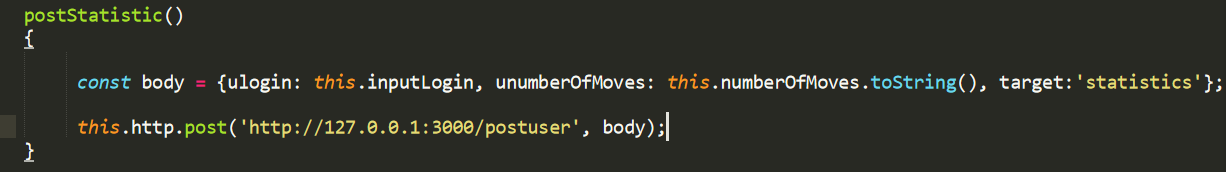 postStatistic()
{
const body = {ulogin: this.inputLogin, unumberOfMoves: this.numberOfMoves.toString(), target:'statistics'};
this.http.post('http://127.0.0.1:3000/postuser', body);
}